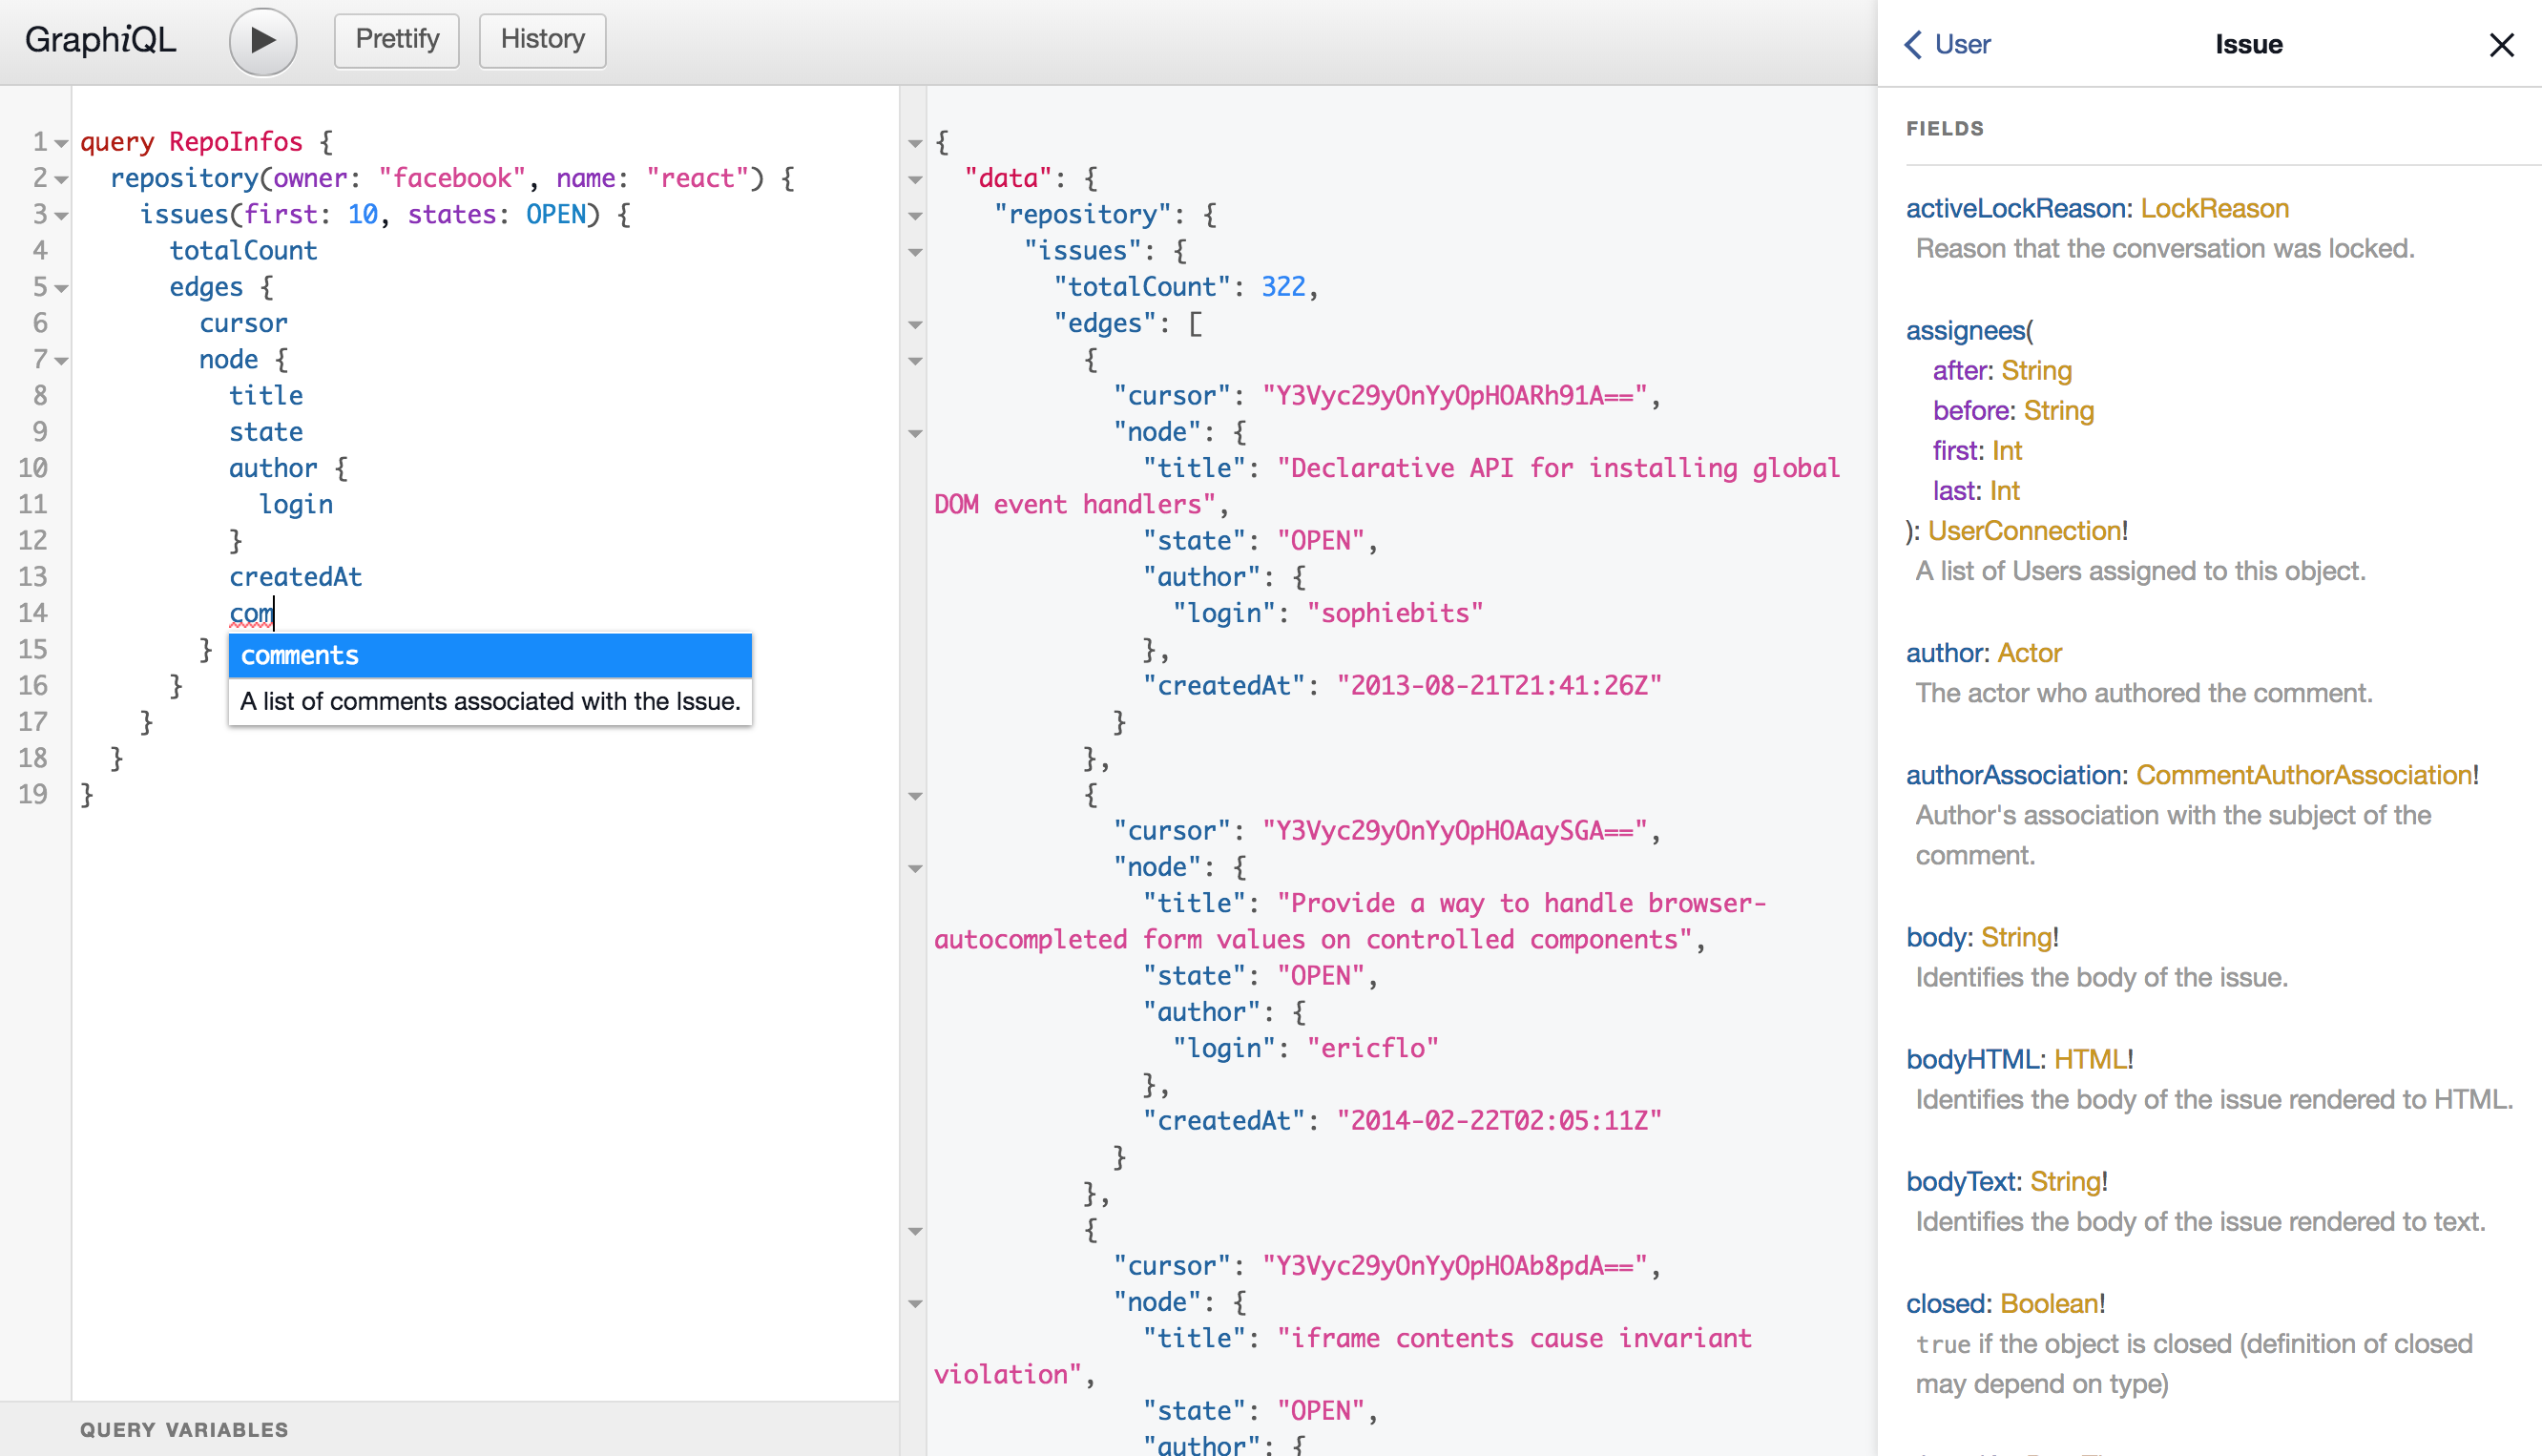 GraphiQL
Prettify
History
1 query RepoInfos {
2 repository(owner: "facebook", name: "react") {
3 issues(first: 10, states: OPEN) {
4 totalCount
5 edges {
6 cursor
7 node {
8 title
9 state
10 author {
11 login
12 }
13 createdAt
14 com
comments
A list of comments associated with the Issue.
15 }
16 }
17 }
18 }
19 }
QUERY VARIABLES
{
"data": {
"repository": {
"issues": {
"totalCount": 322,
"edges": [
{
"cursor": "Y3Vyc29yOnYyOpHOARh91A==",
"node": {
"title": "Declarative API for installing global
DOM event handlers",
"state": "OPEN",
"author": {
"login": "sophiebits"
},
"createdAt": "2013-08-21T21:41:26Z"
}
},
{
"cursor": "Y3Vyc29yOnYyOpHOAaySGA==",
"node": {
"title": "Provide a way to handle browser-
autocompleted form values on controlled components",
"state": "OPEN",
"author": {
"login": "ericflo"
},
"createdAt": "2014-02-22T02:05:11Z"
}
},
{
"cursor": "Y3Vyc29yOnYyOpHOAb8pdA==",
"node": {
"title": "iframe contents cause invariant
violation",
"state": "OPEN",
"author": {
User
Issue
FIELDS
activeLockReason: LockReason
Reason that the conversation was locked.
assignees(
after: String
before: String
first: Int
last: Int
): UserConnection!
A list of Users assigned to this object.
author: Actor
The actor who authored the comment.
authorAssociation: CommentAuthorAssociation!
Author's association with the subject of the
comment.
body: String!
Identifies the body of the issue.
bodyHTML: HTML!
Identifies the body of the issue rendered to HTML.
bodyText: String!
Identifies the body of the issue rendered to text.
closed: Boolean!
true if the object is closed (definition of closed
may depend on type)